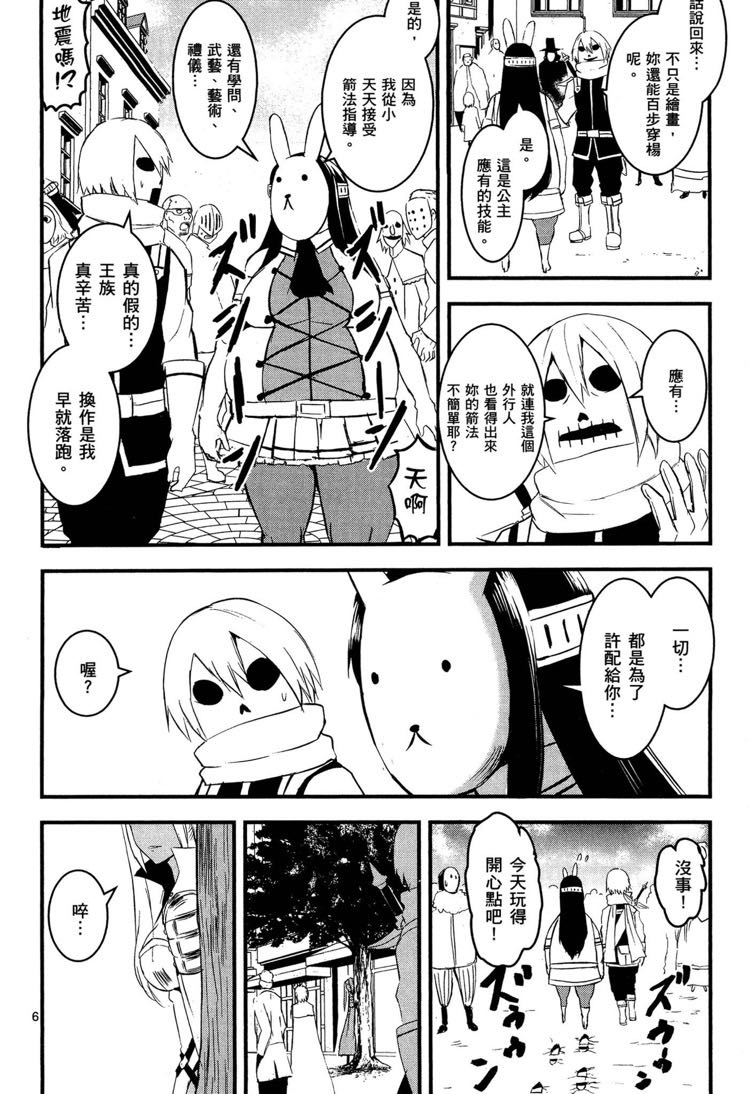 話說回來…
不只是繪畫，
妳還能百步穿楊
呢。
是。
這是公主
應有的技能。
是的，
因為
我從小
天天接受
箭法指導。
還有學問、
武藝、藝術、
禮儀…
地震嗎!?
真的假的…
王族
真辛苦…
換作是我
早就落跑。
天啊
應有…
就連我這個
外行人
也看得出來
妳的箭法
不簡單耶？
一切…
都是為了
許配給你…
喔？
沒事！
今天玩得
開心點吧！
ズゥゥン
ズゥゥン
啐…
6